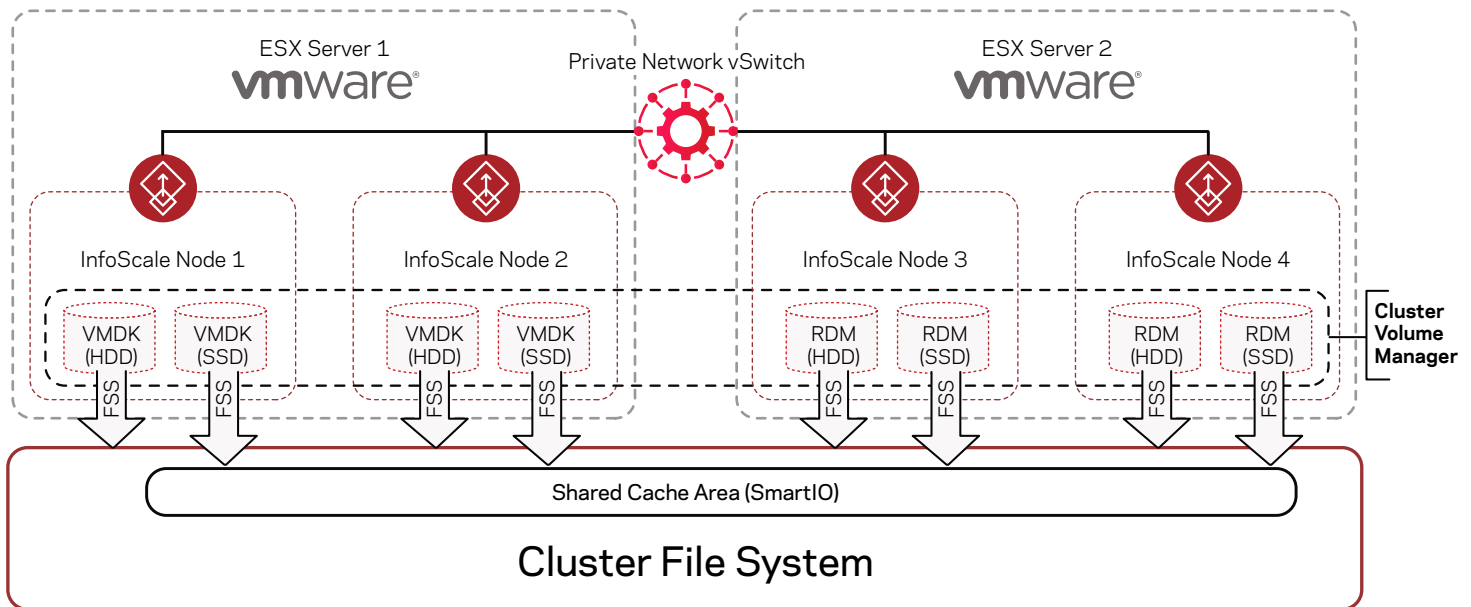 ESX Server 1
vmware®
Private Network vSwitch
ESX Server 2
vmware®
InfoScale Node 1
InfoScale Node 2
InfoScale Node 3
InfoScale Node 4
VMDK
(HDD)
VMDK
(SSD)
VMDK
(HDD)
VMDK
(SSD)
RDM
(HDD)
RDM
(SSD)
RDM
(HDD)
RDM
(SSD)
Cluster
Volume
Manager
FSS
FSS
FSS
FSS
FSS
FSS
FSS
FSS
Shared Cache Area (SmartIO)
Cluster File System